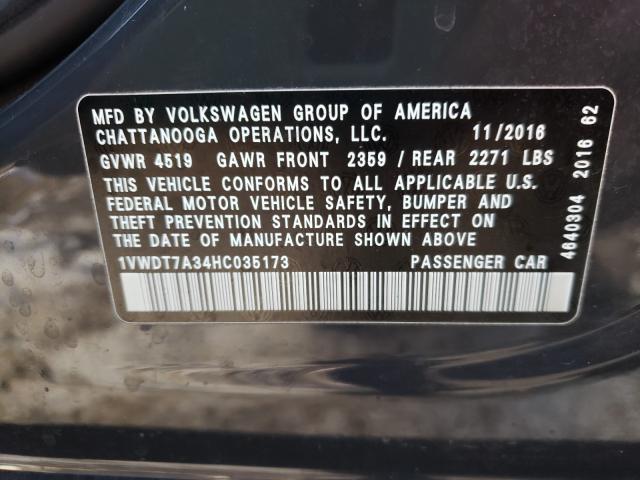 MFD BY VOLKSWAGEN GROUP OF AMERICA
CHATTANOOGA OPERATIONS, LLC. 11/2016
GVWR 4519 GAWR FRONT 2359 / REAR 2271 LBS
THIS VEHICLE CONFORMS TO ALL APPLICABLE U.S.
FEDERAL MOTOR VEHICLE SAFETY, BUMPER AND
THEFT PREVENTION STANDARDS IN EFFECT ON
THE DATE OF MANUFACTURE SHOWN ABOVE
1VWDT7A34HC035173 PASSENGER CAR
4640304 2016 62